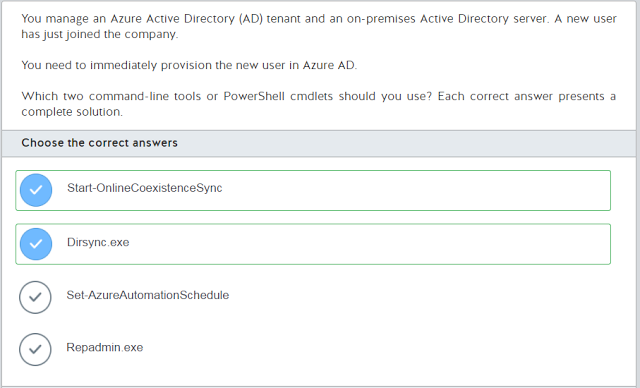 You manage an Azure Active Directory (AD) tenant and an on-premises Active Directory server. A new user
has just joined the company.
You need to immediately provision the new user in Azure AD.
Which two command-line tools or PowerShell cmdlets should you use? Each correct answer presents a
complete solution.
Choose the correct answers
Start-OnlineCoexistenceSync
Dirsync.exe
Set-AzureAutomationSchedule
Repadmin.exe